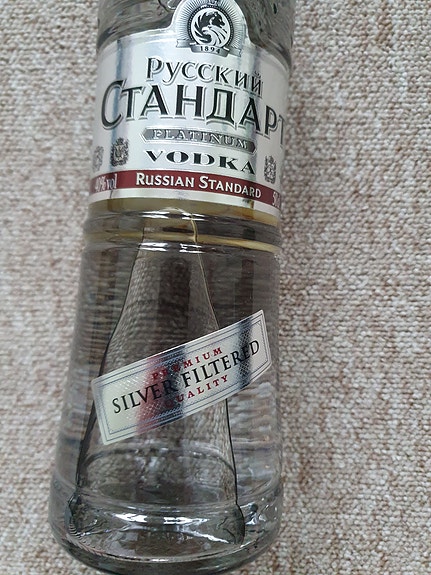 1894
Русский
Стандарт
PLATINUM
VODKA
40%vol
RUSSIAN STANDARD
PREMIUM
SILVER FILTERED
QUALITY